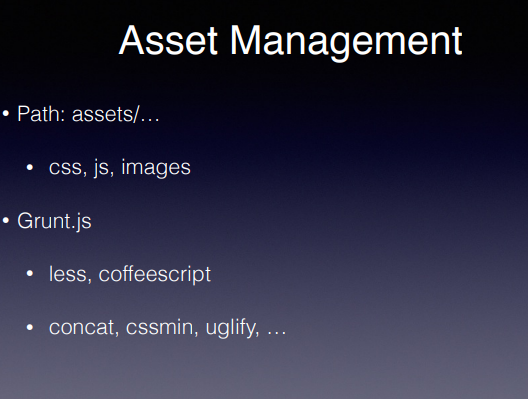 Asset Management
• Path: assets/…
• css, js, images
• Grunt.js
• less, coffeescript
• concat, cssmin, uglify, …